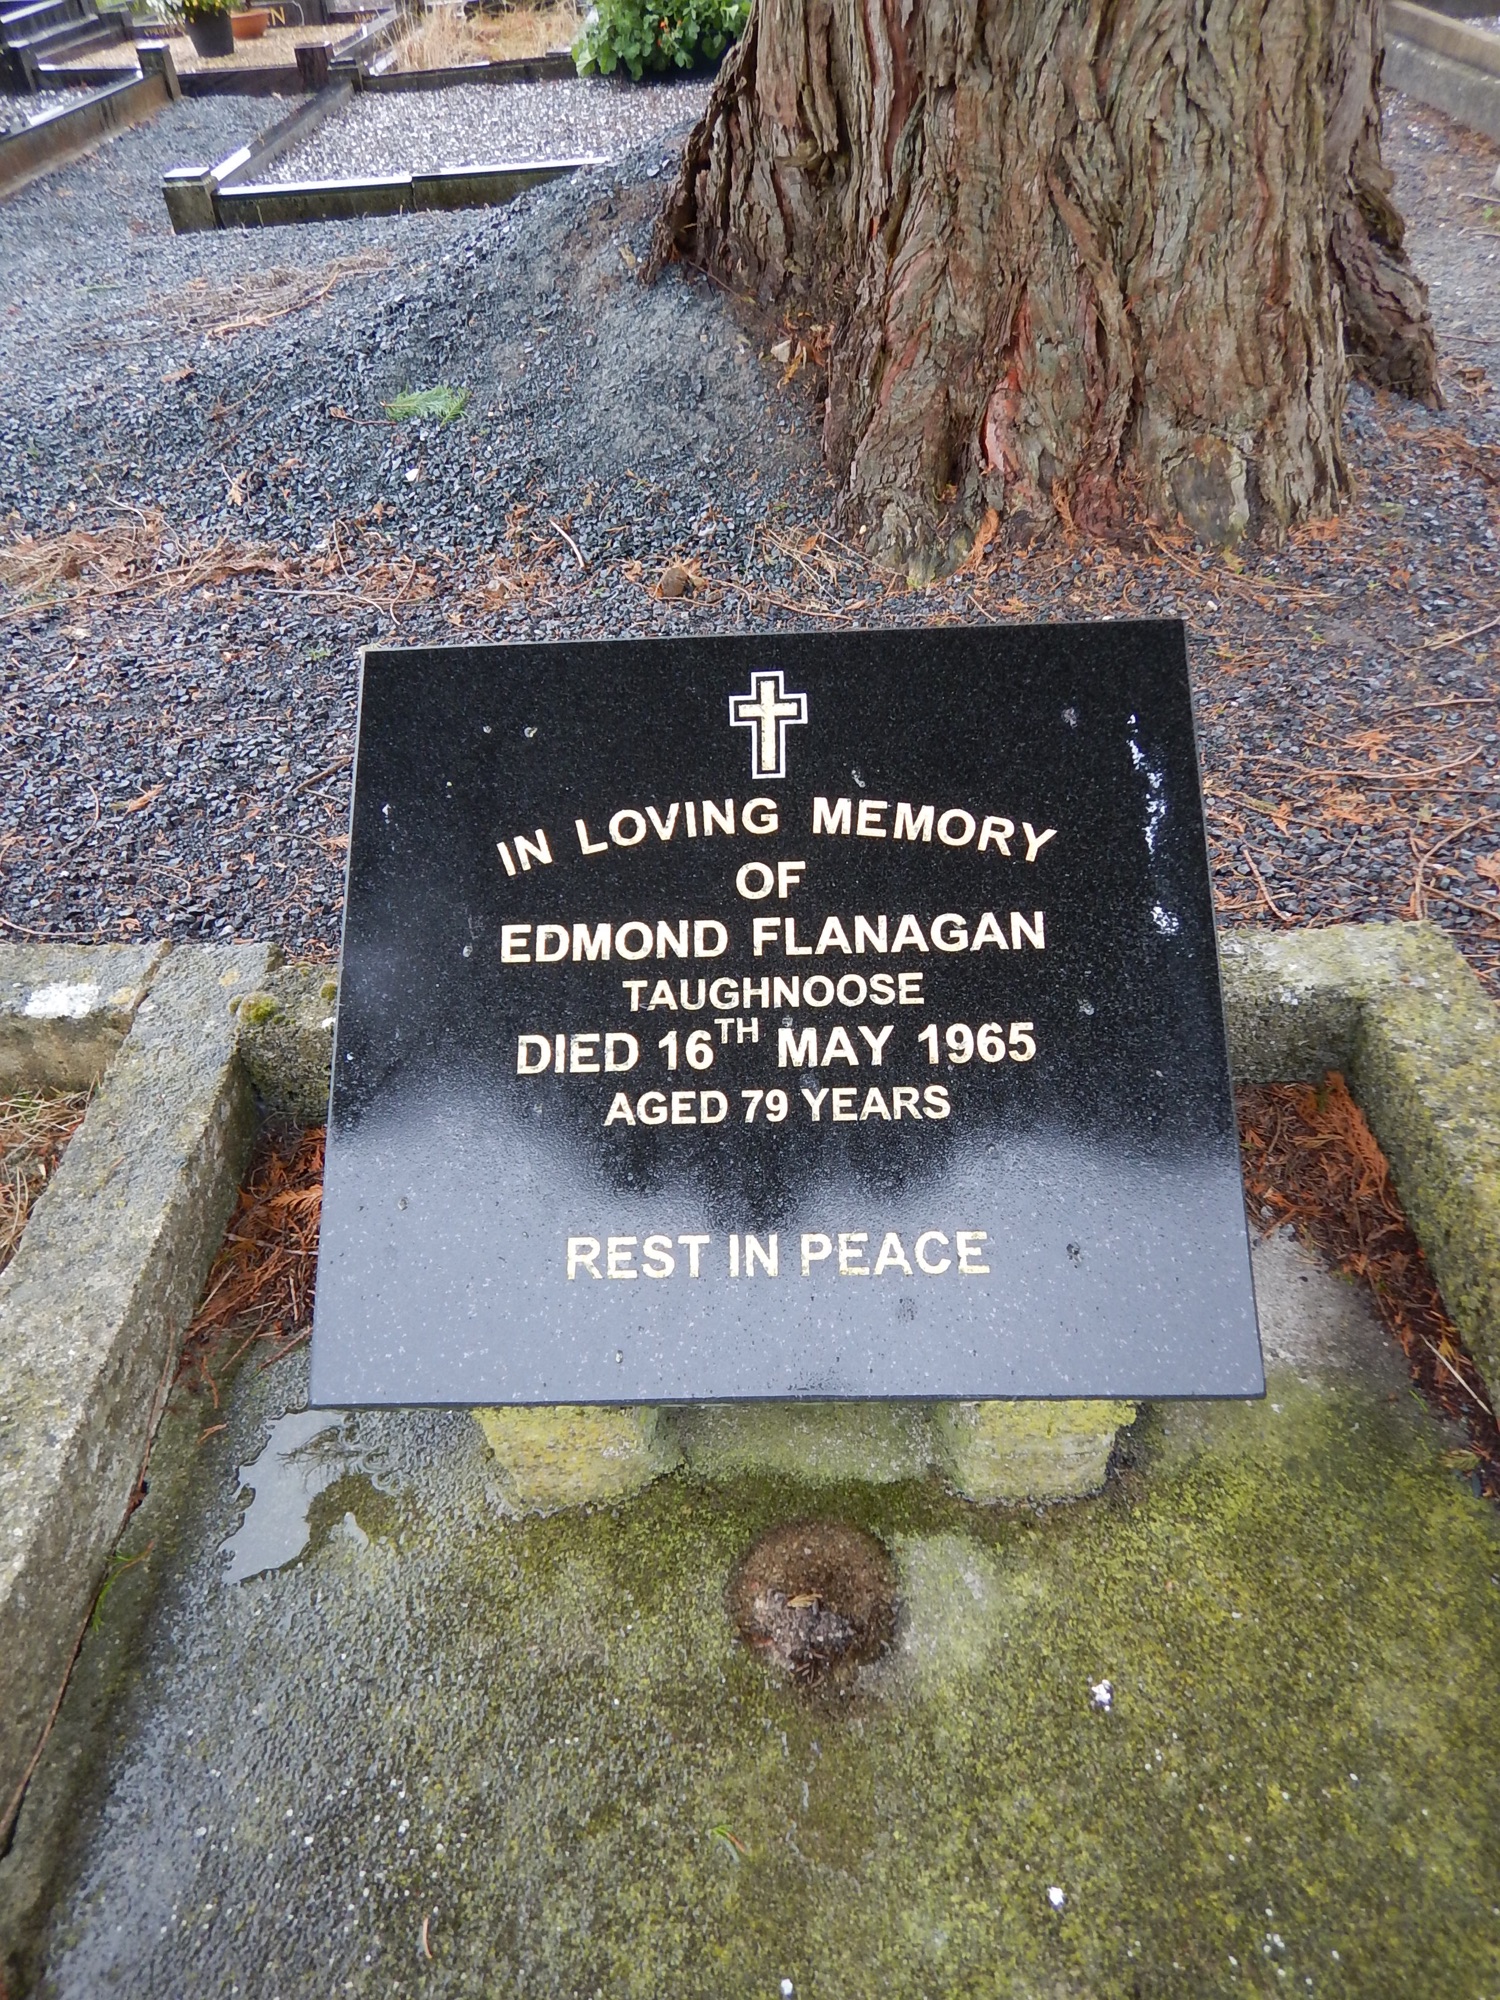 IN LOVING MEMORY
OF
EDMOND FLANAGAN
TAUGHNOOSE
DIED 16TH MAY 1965
AGED 79 YEARS
REST IN PEACE